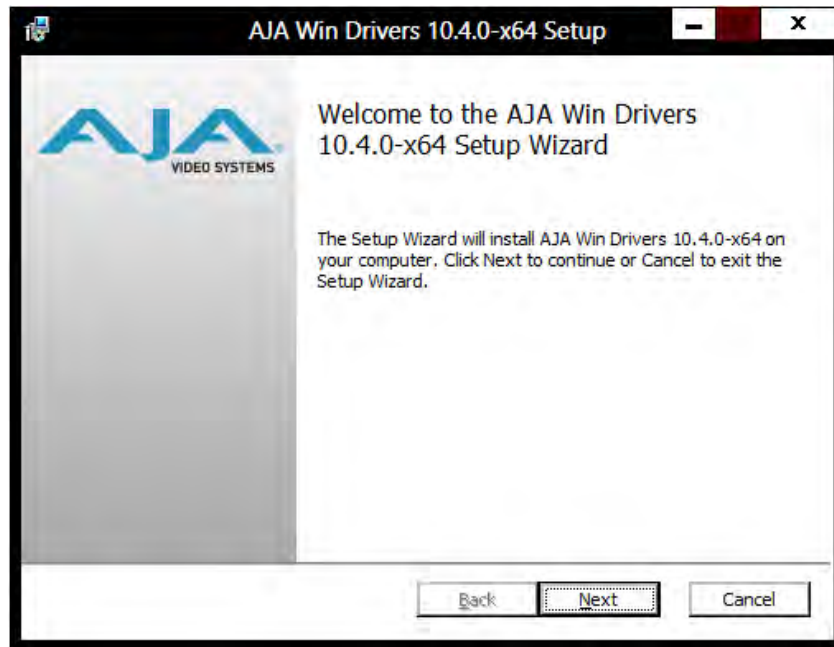 AJA Win Drivers 10.4.0-x64 Setup
X
AJA
VIDEO SYSTEMS
Welcome to the AJA Win Drivers
10.4.0-x64 Setup Wizard
The Setup Wizard will install AJA Win Drivers 10.4.0-x64 on
your computer. Click Next to continue or Cancel to exit the
Setup Wizard.
Back
Next
Cancel